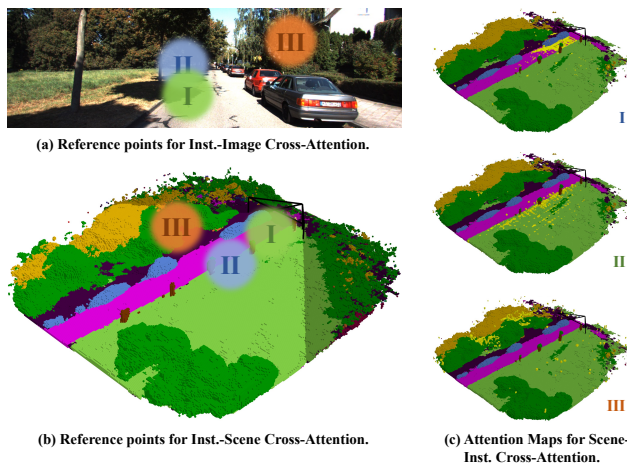 III
II
I
(a) Reference points for Inst.-Image Cross-Attention.
III
I
II
(b) Reference points for Inst.-Scene Cross-Attention.
I
II
III
(c) Attention Maps for Scene-
Inst. Cross-Attention.